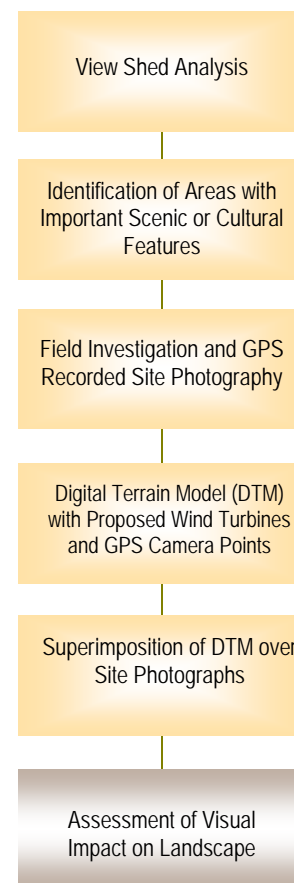 View Shed Analysis
Identification of Areas with
Important Scenic or Cultural
Features
Field Investigation and GPS
Recorded Site Photography
Digital Terrain Model (DTM)
with Proposed Wind Turbines
and GPS Camera Points
Superimposition of DTM over
Site Photographs
Assessment of Visual
Impact on Landscape